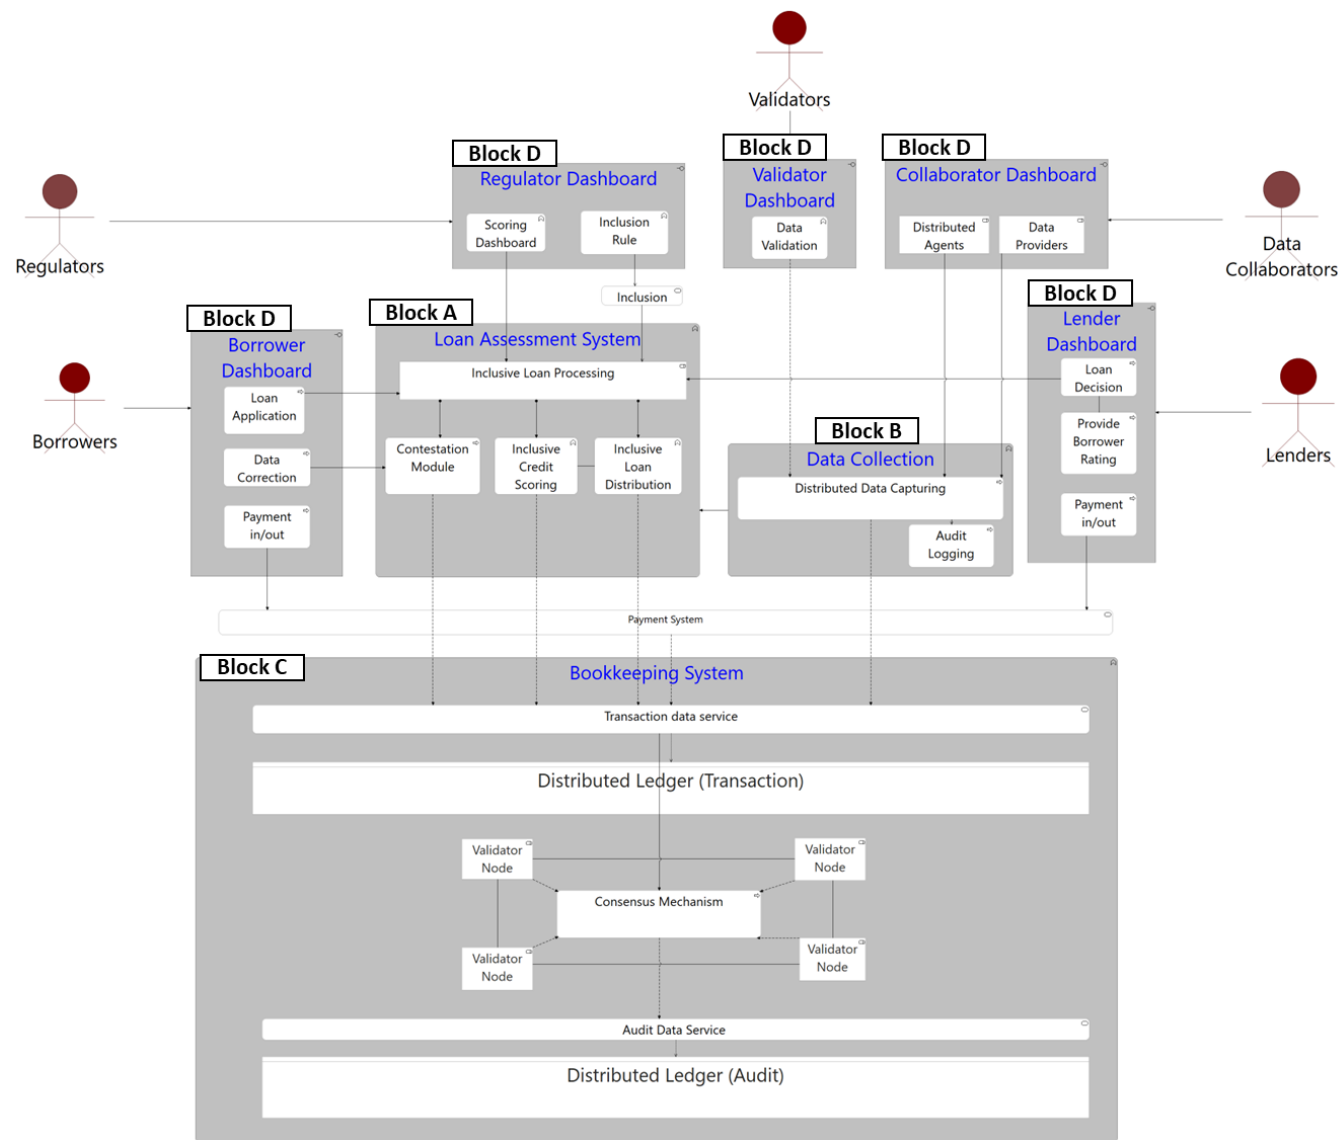 Validators
Block D
Regulator Dashboard
Scoring
Dashboard
Inclusion
Rule
Block D
Validator
Dashboard
Data
Validation
Block D
Collaborator Dashboard
Distributed
Agents
Data
Providers
Regulators
Data
Collaborators
Inclusion
Block D
Borrower
Dashboard
Loan
Application
Data
Correction
Payment
in/out
Borrowers
Block A
Loan Assessment System
Inclusive Loan Processing
Contestation
Module
Inclusive
Credit
Scoring
Inclusive
Loan
Distribution
Block B
Data Collection
Distributed Data Capturing
Audit
Logging
Block D
Lender
Dashboard
Loan
Decision
Provide
Borrower
Rating
Payment
in/out
Lenders
Payment System
Block C
Bookkeeping System
Transaction data service
Distributed Ledger (Transaction)
Validator
Node
Validator
Node
Consensus Mechanism
Validator
Node
Validator
Node
Audit Data Service
Distributed Ledger (Audit)